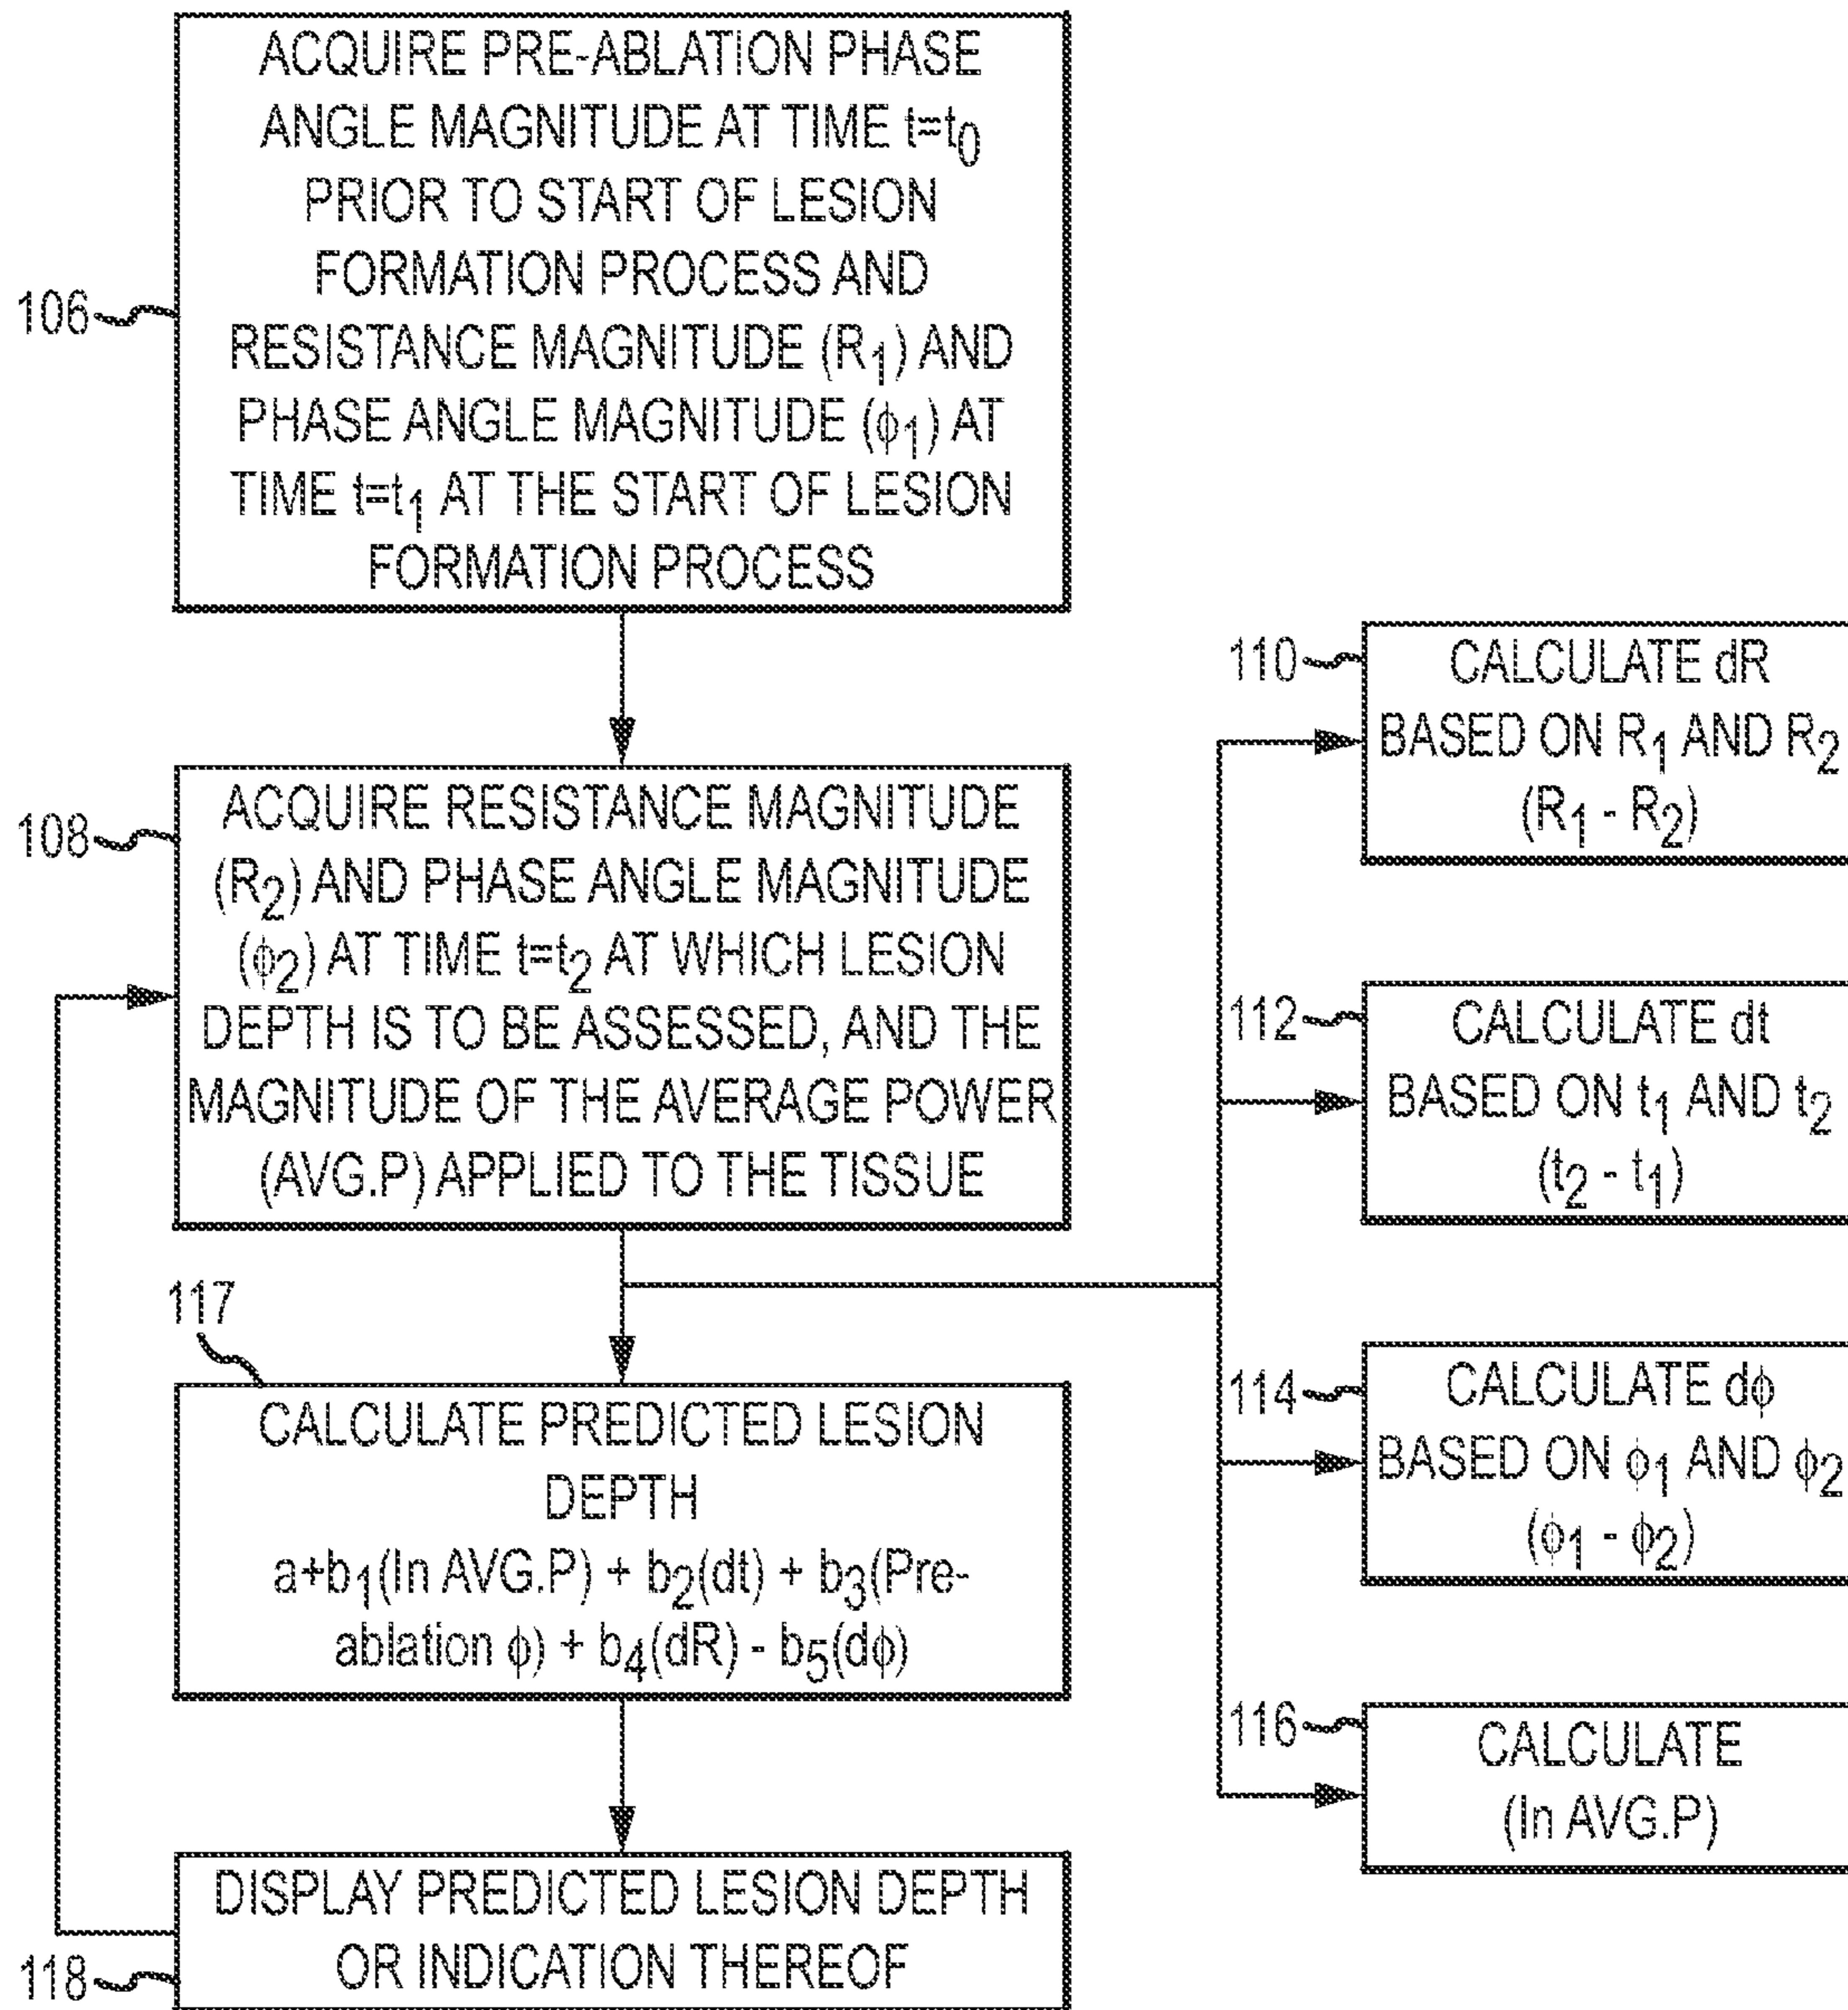 106
ACQUIRE PRE-ABLATION PHASE
ANGLE MAGNITUDE AT TIME t=t₀
PRIOR TO START OF LESION
FORMATION PROCESS AND
RESISTANCE MAGNITUDE (R₁) AND
PHASE ANGLE MAGNITUDE (ϕ₁) AT
TIME t=t₁ AT THE START OF LESION
FORMATION PROCESS
108
ACQUIRE RESISTANCE MAGNITUDE
(R₂) AND PHASE ANGLE MAGNITUDE
(ϕ₂) AT TIME t=t₂ AT WHICH LESION
DEPTH IS TO BE ASSESSED, AND THE
MAGNITUDE OF THE AVERAGE POWER
(AVG.P) APPLIED TO THE TISSUE
110
CALCULATE dR
BASED ON R₁ AND R₂
(R₁ - R₂)
112
CALCULATE dt
BASED ON t₁ AND t₂
(t₂ - t₁)
114
CALCULATE dϕ
BASED ON ϕ₁ AND ϕ₂
(ϕ₁ - ϕ₂)
116
CALCULATE
(ln AVG.P)
117
CALCULATE PREDICTED LESION
DEPTH
a+b₁(ln AVG.P) + b₂(dt) + b₃(Pre-
ablation ϕ) + b₄(dR) - b₅(dϕ)
118
DISPLAY PREDICTED LESION DEPTH
OR INDICATION THEREOF